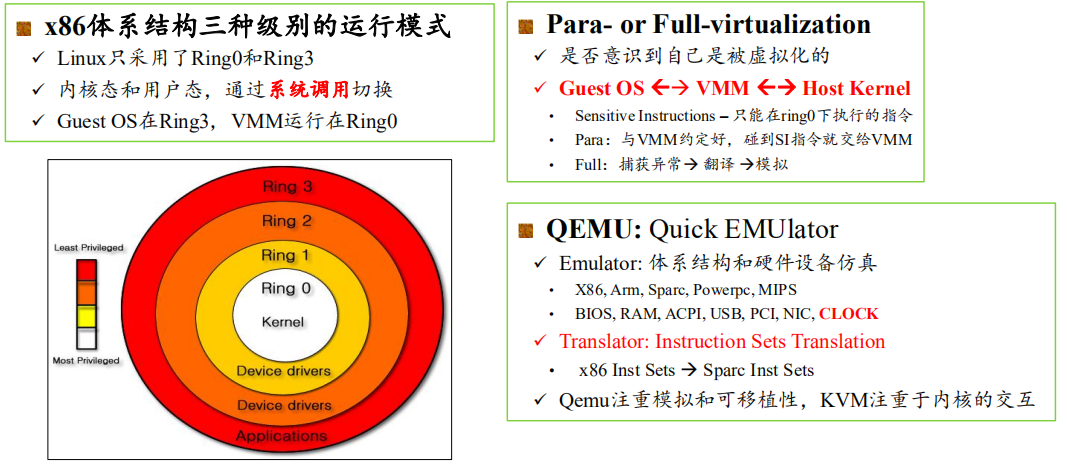 x86体系结构三种级别的运行模式
✓ Linux只采用了Ring0和Ring3
✓ 内核态和用户态，通过系统调用切换
✓ Guest OS在Ring3，VMM运行在Ring0
Ring 3
Ring 2
Ring 1
Ring 0
Kernel
Device drivers
Device drivers
Applications
Least Privileged
Most Privileged
Para- or Full-virtualization
✓ 是否意识到自己是被虚拟化的
✓ Guest OS ←→ VMM ←→ Host Kernel
• Sensitive Instructions – 只能在ring0下执行的指令
• Para：与VMM约定好，碰到SI指令就交给VMM
• Full：捕获异常→ 翻译 →模拟
QEMU: Quick EMUlator
✓ Emulator: 体系结构和硬件设备仿真
• X86, Arm, Sparc, Powerpc, MIPS
• BIOS, RAM, ACPI, USB, PCI, NIC, CLOCK
✓ Translator: Instruction Sets Translation
• x86 Inst Sets → Sparc Inst Sets
✓ Qemu注重模拟和可移植性，KVM注重于内核的交互